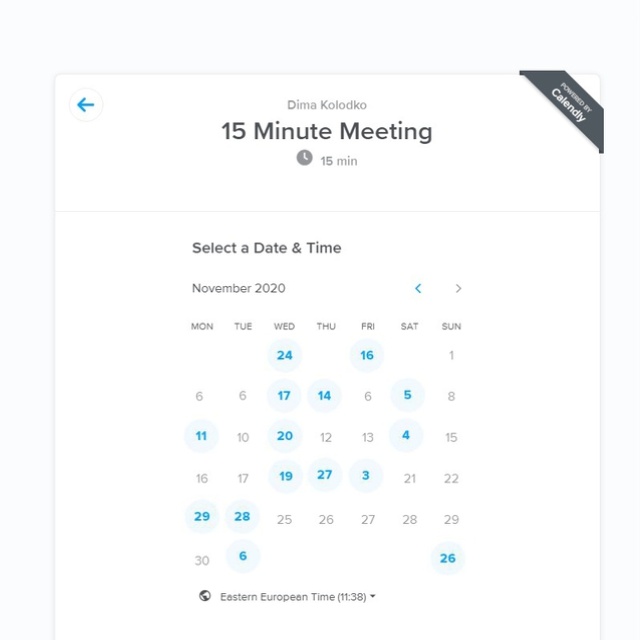 POWERED BY
Calendly
Dima Kolodko
15 Minute Meeting
15 min
Select a Date & Time
November 2020
MON TUE WED THU FRI SAT SUN
24 16 1
6 6 17 14 6 5 8
11 10 20 12 13 4 15
16 17 19 27 3 21 22
29 28 25 26 27 28 29
30 6 26
Eastern European Time (11:38)